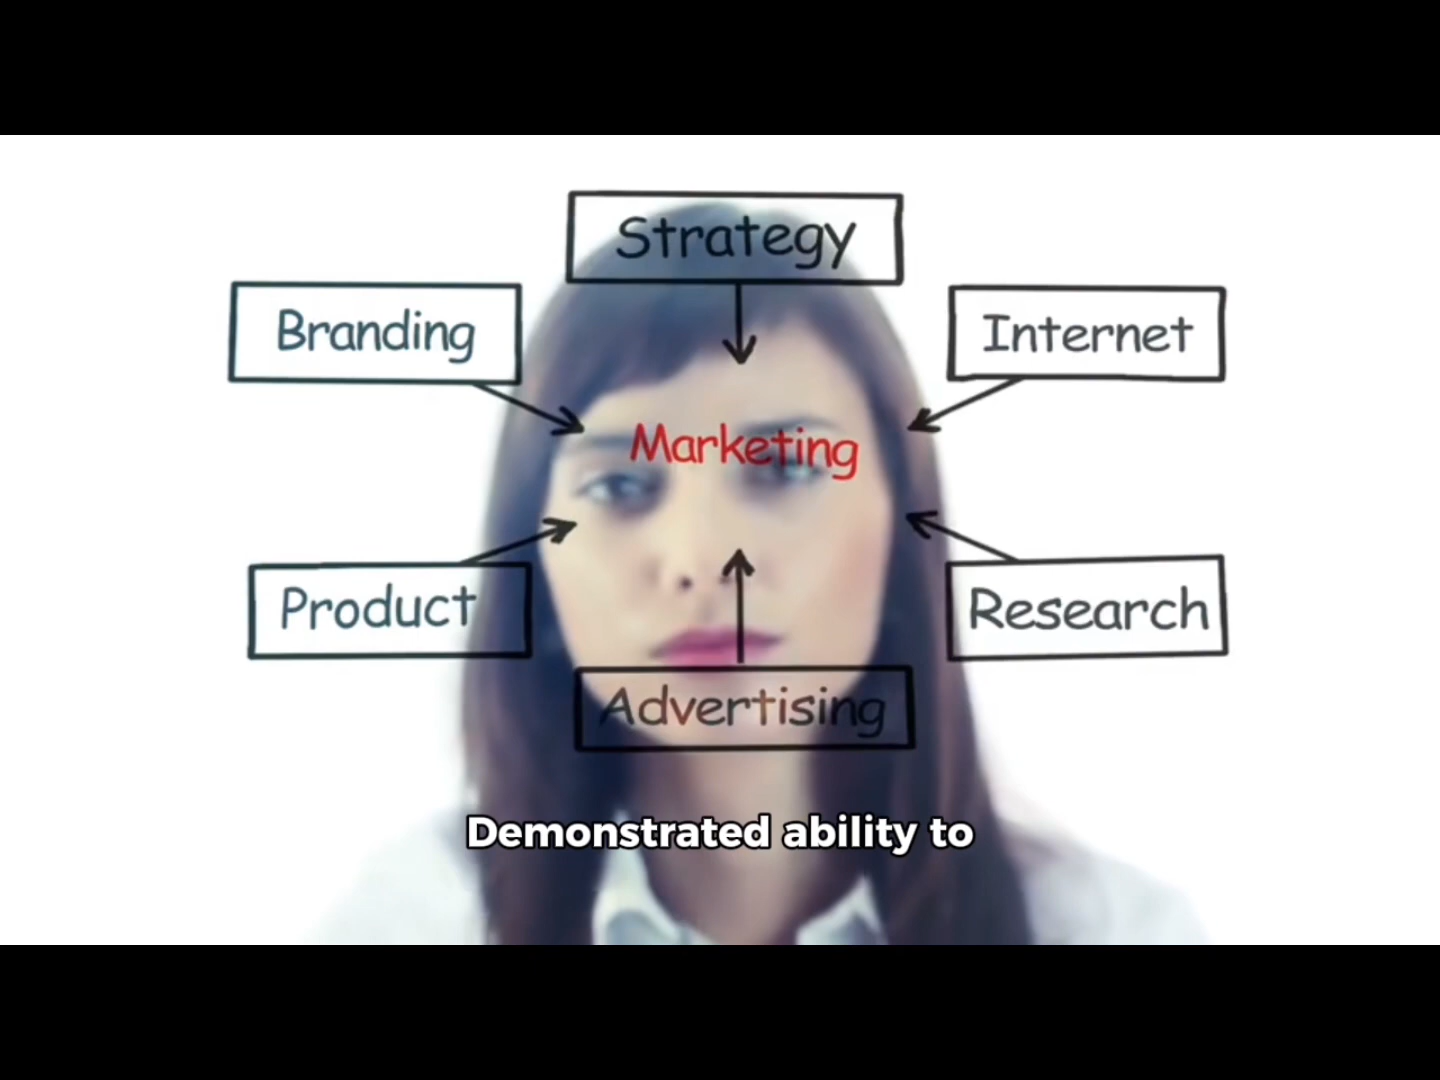 Strategy
Branding
Internet
Marketing
Product
Research
Advertising
Demonstrated ability to